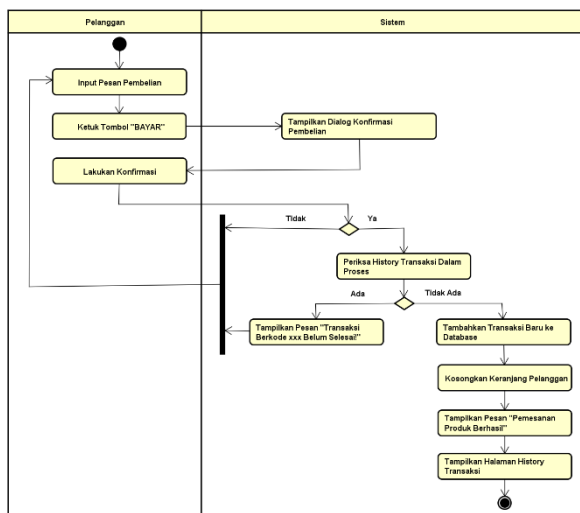 Pelanggan
Sistem
Input Pesan Pembelian
Ketuk Tombol "BAYAR"
Tampilkan Dialog Konfirmasi
Pembelian
Lakukan Konfirmasi
Tidak
Ya
Periksa History Transaksi Dalam
Proses
Ada
Tidak Ada
Tampilkan Pesan "Transaksi
Berkode xxx Belum Selesai"
Tambahkan Transaksi Baru ke
Database
Kosongkan Keranjang Pelanggan
Tampilkan Pesan "Pemesanan
Produk Berhasil"
Tampilkan Halaman History
Transaksi